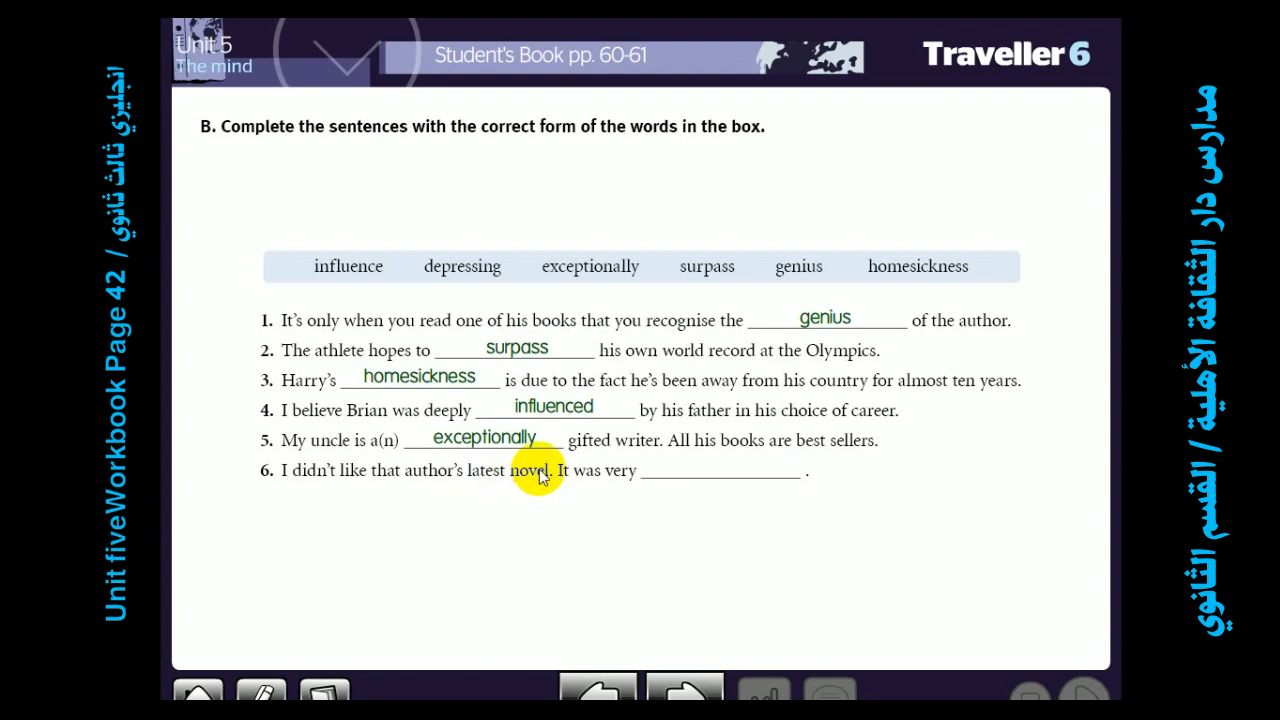 Unit 5
The mind
Student's Book pp. 60-61
Traveller 6
B. Complete the sentences with the correct form of the words in the box.
influence depressing exceptionally surpass genius homesickness
1. It's only when you read one of his books that you recognise the genius of the author.
2. The athlete hopes to surpass his own world record at the Olympics.
3. Harry's homesickness is due to the fact he's been away from his country for almost ten years.
4. I believe Brian was deeply influenced by his father in his choice of career.
5. My uncle is a(n) exceptionally gifted writer. All his books are best sellers.
6. I didn't like that author's latest novel. It was very ____________ .
Unit fiveWorkbook Page 42 / انجليزي ثالث ثانوي
مدارس دار الثقافة الأهلية / القسم الثانوي